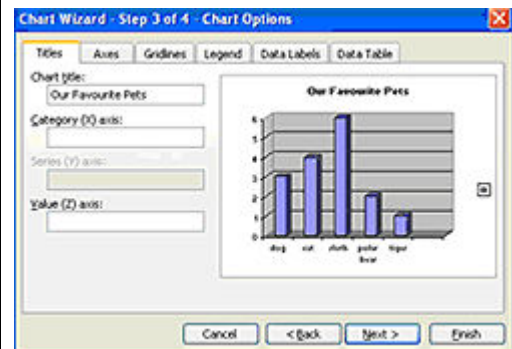 Chart Wizard - Step 3 of 4 - Chart Options
Titles Axes Gridlines Legend Data Labels Data Table
Chart title:
Our Favourite Pets
Category (X) axis:
Series (Y) axis:
Value (Z) axis:
Our Favourite Pets
6
5
4
3
2
1
0
dog cat sloth polar tiger
bear
Cancel < Back Next > Finish